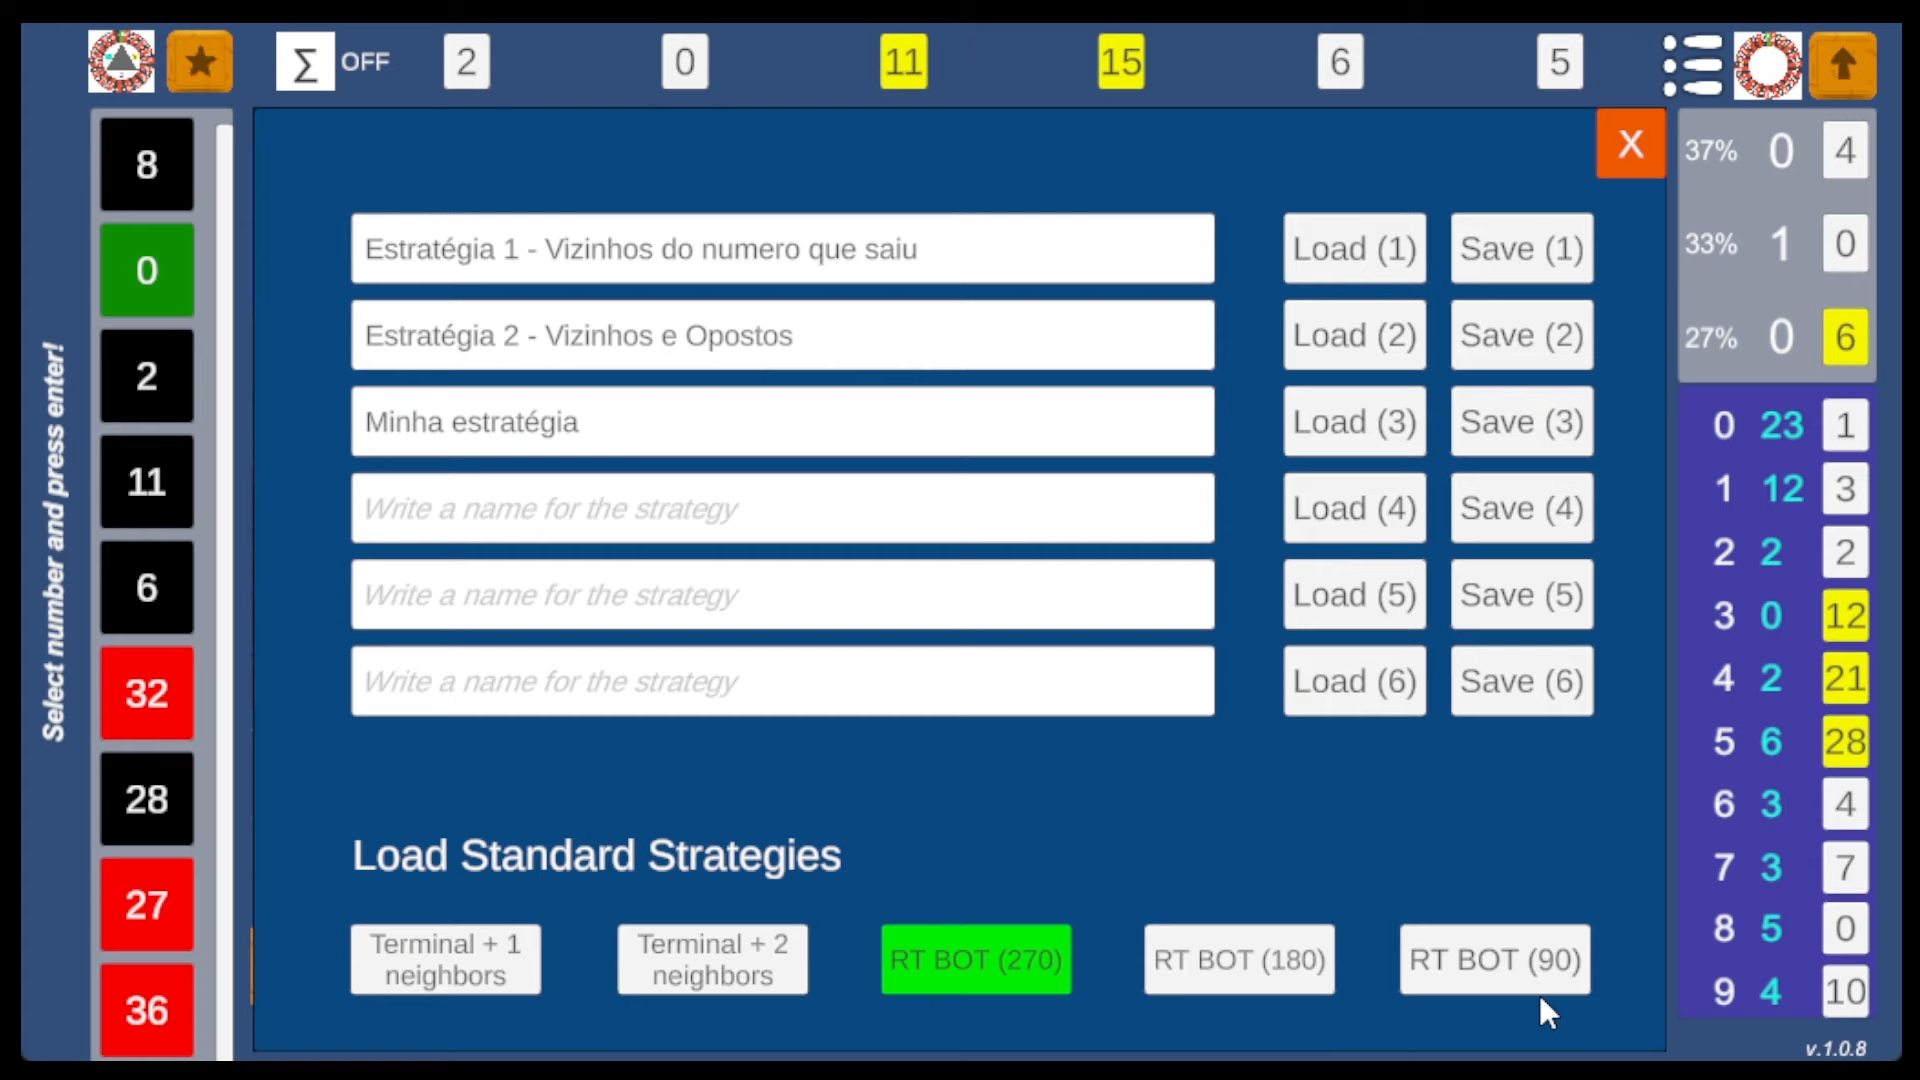 Σ OFF 2 0 11 15 6 5
X
Select number and press enter!
8
0
2
11
6
32
28
27
36
Estratégia 1 - Vizinhos do numero que saiu Load (1) Save (1)
Estratégia 2 - Vizinhos e Opostos Load (2) Save (2)
Minha estratégia Load (3) Save (3)
Write a name for the strategy Load (4) Save (4)
Write a name for the strategy Load (5) Save (5)
Write a name for the strategy Load (6) Save (6)
Load Standard Strategies
Terminal + 1
neighbors
Terminal + 2
neighbors
RT BOT (270)
RT BOT (180)
RT BOT (90)
37% 0 4
33% 1 0
27% 0 6
0 23 1
1 12 3
2 2 2
3 0 12
4 2 21
5 6 28
6 3 4
7 3 7
8 5 0
9 4 10
v.1.0.8